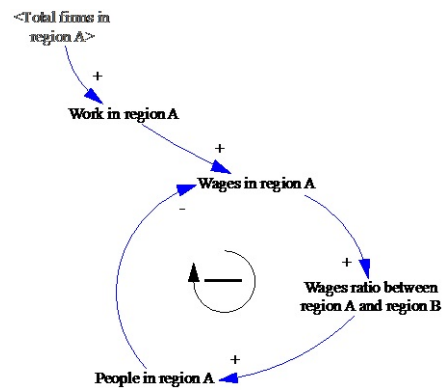 <Total firms in
region A>
+
Work in region A
+
Wages in region A
-
+
Wages ratio between
region A and region B
+
People in region A